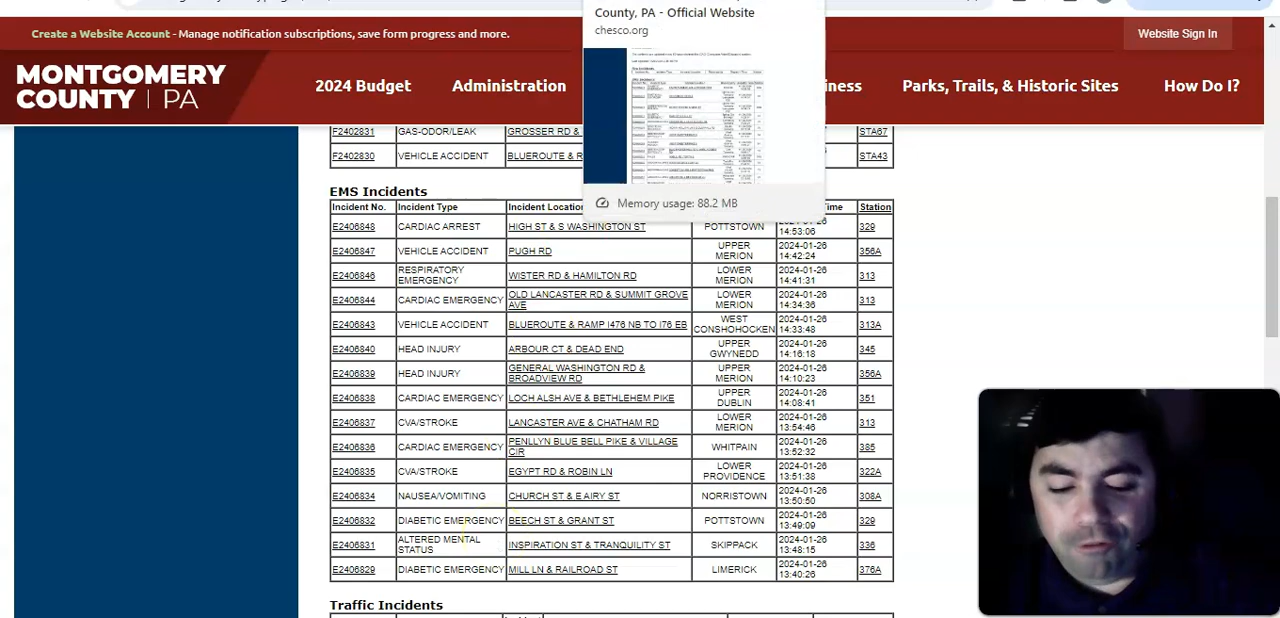 County, PA - Official Website
chesco.org
Memory usage: 88.2 MB
Create a Website Account - Manage notification subscriptions, save form progress and more.
Website Sign In
MONTGOMERY
COUNTY | PA
2024 Budget
Administration
iness
Parks, Trails, & Historic Sites
How Do I?
GROSSER RD &
F2402830 VEHICLE ACCIDENT BLUEROUTE & R STA43
EMS Incidents
Incident No. Incident Type Incident Locatio Time Station
E2406848 CARDIAC ARREST HIGH ST & S WASHINGTON ST POTTSTOWN 2024-01-26 14:53:06 329
E2406847 VEHICLE ACCIDENT PUGH RD UPPER MERION 2024-01-26 14:42:24 356A
E2406846 RESPIRATORY EMERGENCY WISTER RD & HAMILTON RD LOWER MERION 2024-01-26 14:41:31 313
E2406844 CARDIAC EMERGENCY OLD LANCASTER RD & SUMMIT GROVE AVE LOWER MERION 2024-01-26 14:34:36 313
E2406843 VEHICLE ACCIDENT BLUEROUTE & RAMP I476 NB TO I76 EB WEST CONSHOHOCKEN 2024-01-26 14:33:48 313A
E2406840 HEAD INJURY ARBOUR CT & DEAD END UPPER GWYNEDD 2024-01-26 14:16:18 345
E2406839 HEAD INJURY GENERAL WASHINGTON RD & BROADVIEW RD UPPER MERION 2024-01-26 14:10:23 356A
E2406838 CARDIAC EMERGENCY LOCH ALSH AVE & BETHLEHEM PIKE UPPER DUBLIN 2024-01-26 14:08:41 351
E2406837 CVA/STROKE LANCASTER AVE & CHATHAM RD LOWER MERION 2024-01-26 13:54:46 313
E2406836 CARDIAC EMERGENCY PENLLYN BLUE BELL PIKE & VILLAGE CIR WHITPAIN 2024-01-26 13:52:32 385
E2406835 CVA/STROKE EGYPT RD & ROBIN LN LOWER PROVIDENCE 2024-01-26 13:51:38 322A
E2406834 NAUSEA/VOMITING CHURCH ST & E AIRY ST NORRISTOWN 2024-01-26 13:50:50 308A
E2406832 DIABETIC EMERGENCY BEECH ST & GRANT ST POTTSTOWN 2024-01-26 13:49:09 329
E2406831 ALTERED MENTAL STATUS INSPIRATION ST & TRANQUILITY ST SKIPPACK 2024-01-26 13:48:15 336
E2406829 DIABETIC EMERGENCY MILL LN & RAILROAD ST LIMERICK 2024-01-26 13:40:26 376A
Traffic Incidents